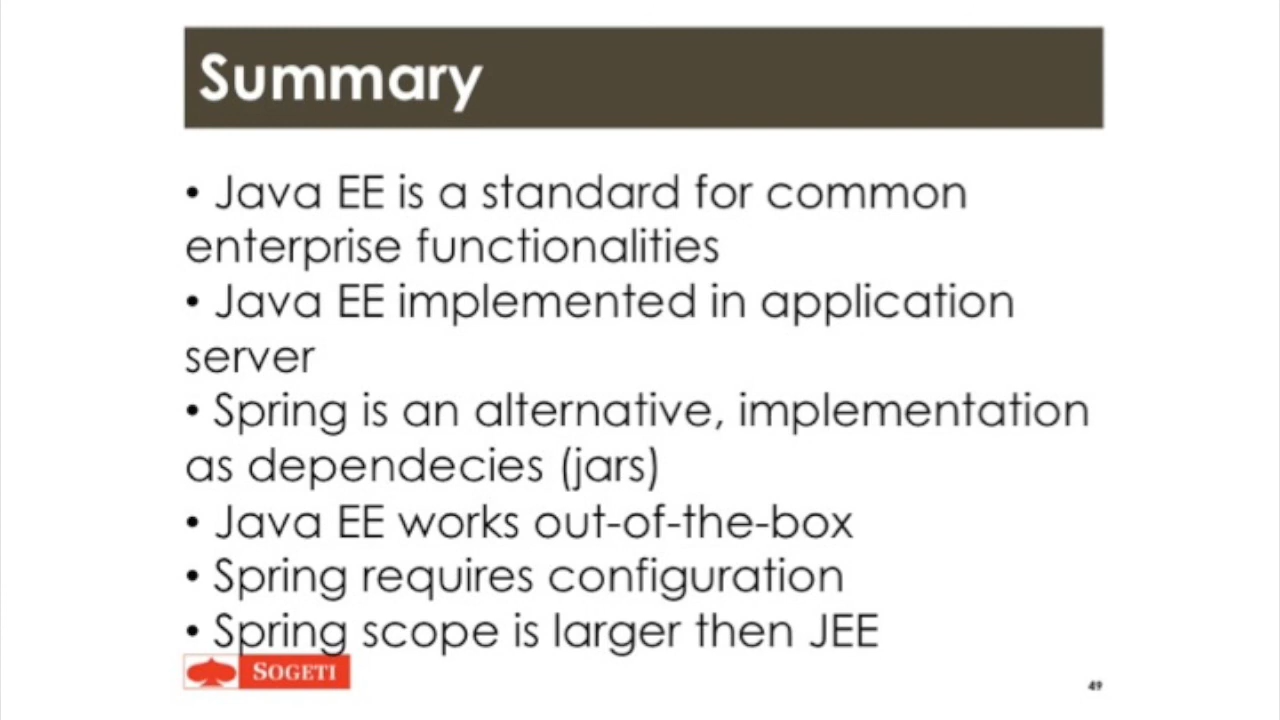 Summary
• Java EE is a standard for common
enterprise functionalities
• Java EE implemented in application
server
• Spring is an alternative, implementation
as dependecies (jars)
• Java EE works out-of-the-box
• Spring requires configuration
• Spring scope is larger then JEE
SOGETI
49